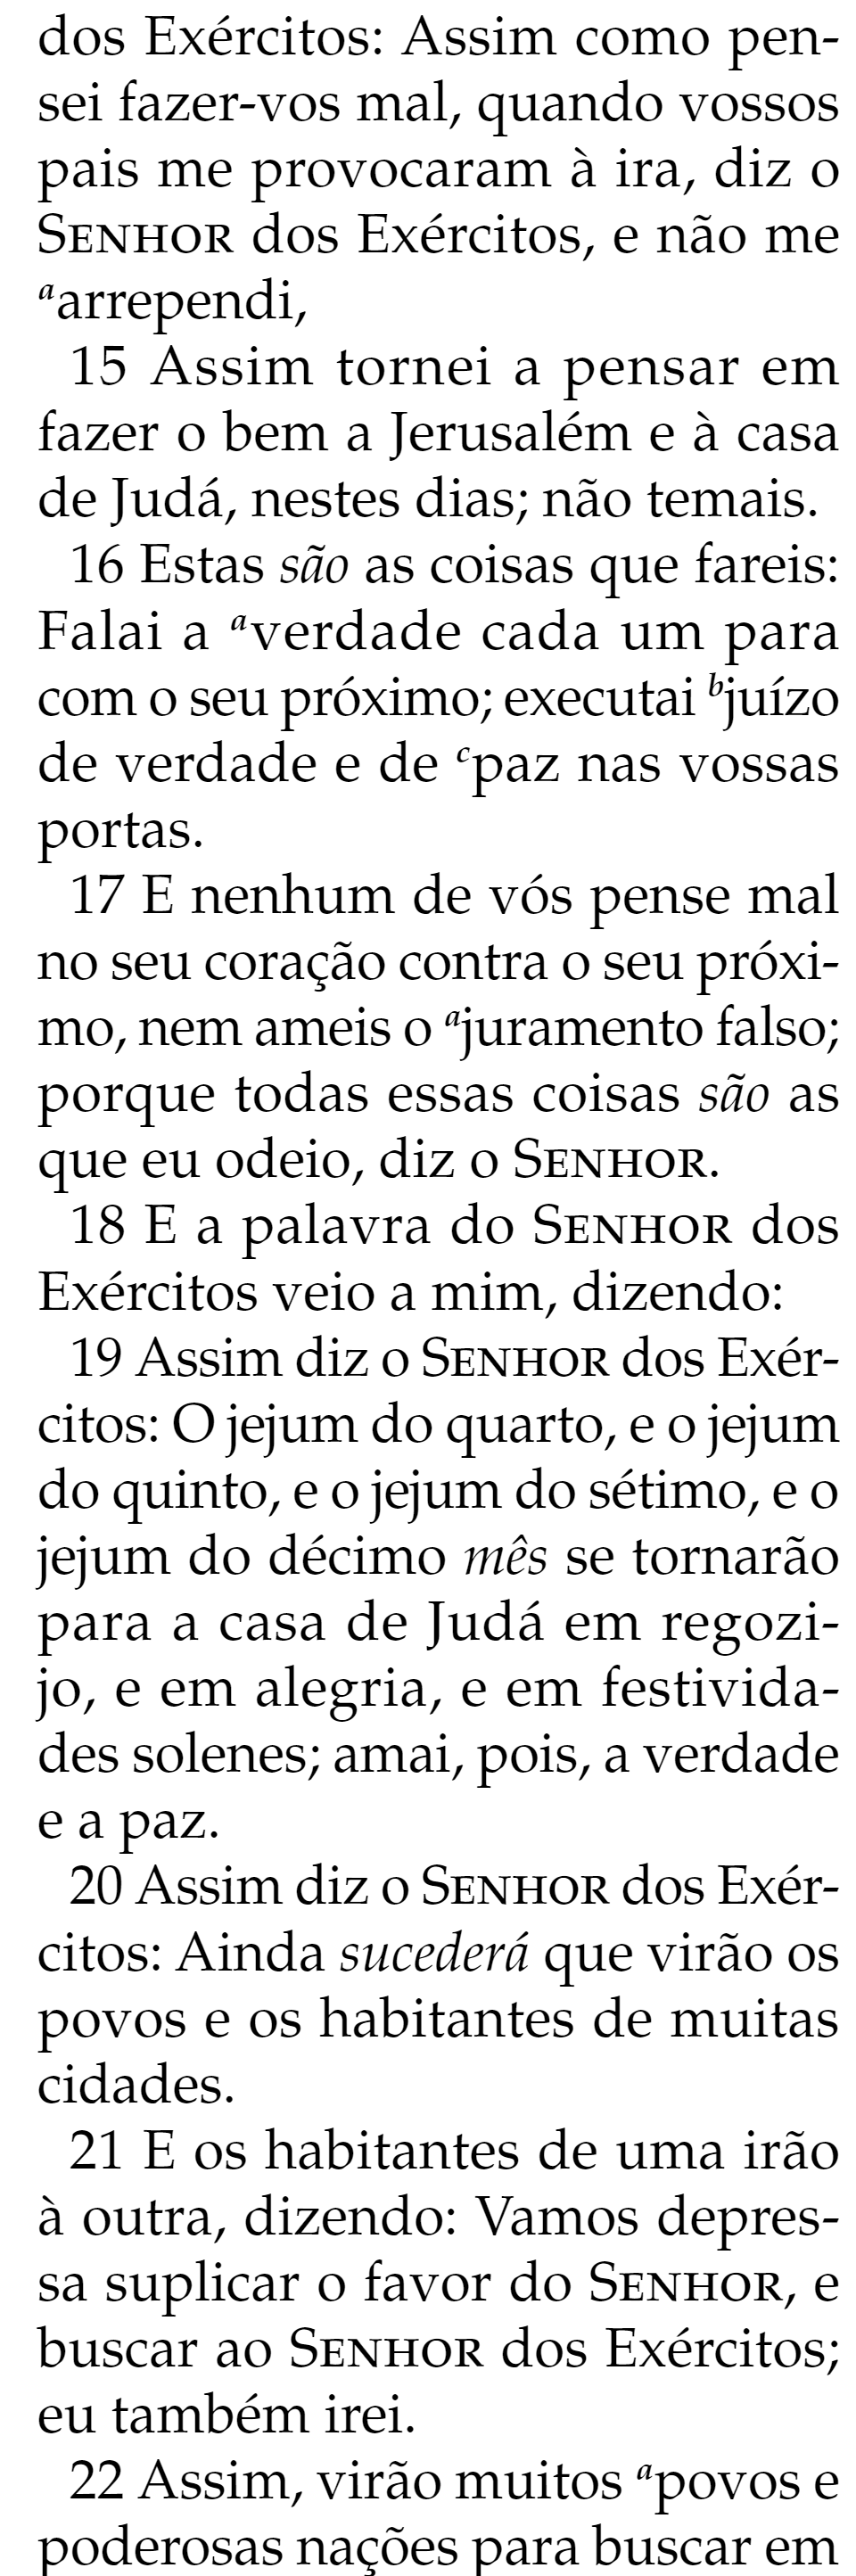 dos Exércitos: Assim como pen-
sei fazer-vos mal, quando vossos
pais me provocaram à ira, diz o
SENHOR dos Exércitos, e não me
aarrependi,
15 Assim tornei a pensar em
fazer o bem a Jerusalém e à casa
de Judá, nestes dias; não temais.
16 Estas são as coisas que fareis:
Falai a averdade cada um para
com o seu próximo; executai bjuízo
de verdade e de cpaz nas vossas
portas.
17 E nenhum de vós pense mal
no seu coração contra o seu próxi-
mo, nem ameis o ajuramento falso;
porque todas essas coisas são as
que eu odeio, diz o SENHOR.
18 E a palavra do SENHOR dos
Exércitos veio a mim, dizendo:
19 Assim diz o SENHOR dos Exér-
citos: O jejum do quarto, e o jejum
do quinto, e o jejum do sétimo, e o
jejum do décimo mês se tornarão
para a casa de Judá em regozi-
jo, e em alegria, e em festivida-
des solenes; amai, pois, a verdade
e a paz.
20 Assim diz o SENHOR dos Exér-
citos: Ainda sucederá que virão os
povos e os habitantes de muitas
cidades.
21 E os habitantes de uma irão
à outra, dizendo: Vamos depres-
sa suplicar o favor do SENHOR, e
buscar ao SENHOR dos Exércitos;
eu também irei.
22 Assim, virão muitos apovos e
poderosas nações para buscar em